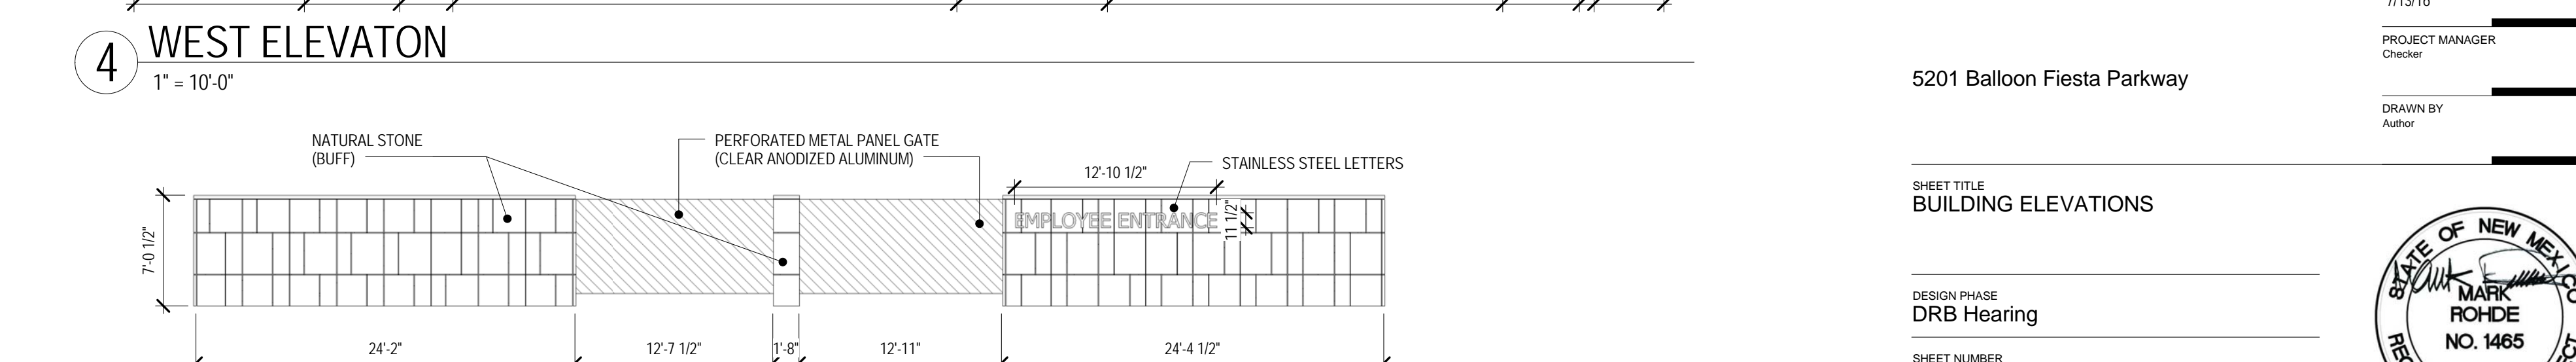 4
WEST ELEVATON
1" = 10'-0"
NATURAL STONE
(BUFF)
PERFORATED METAL PANEL GATE
(CLEAR ANODIZED ALUMINUM)
STAINLESS STEEL LETTERS
12'-10 1/2"
EMPLOYEE ENTRANCE
11 1/2"
7'-0 1/2"
24'-2"
12'-7 1/2"
1'-8"
12'-11"
24'-4 1/2"
7/13/16
PROJECT MANAGER
Checker
5201 Balloon Fiesta Parkway
DRAWN BY
Author
SHEET TITLE
BUILDING ELEVATIONS
DESIGN PHASE
DRB Hearing
SHEET NUMBER
STATE OF NEW MEXICO
MARK
ROHDE
NO. 1465